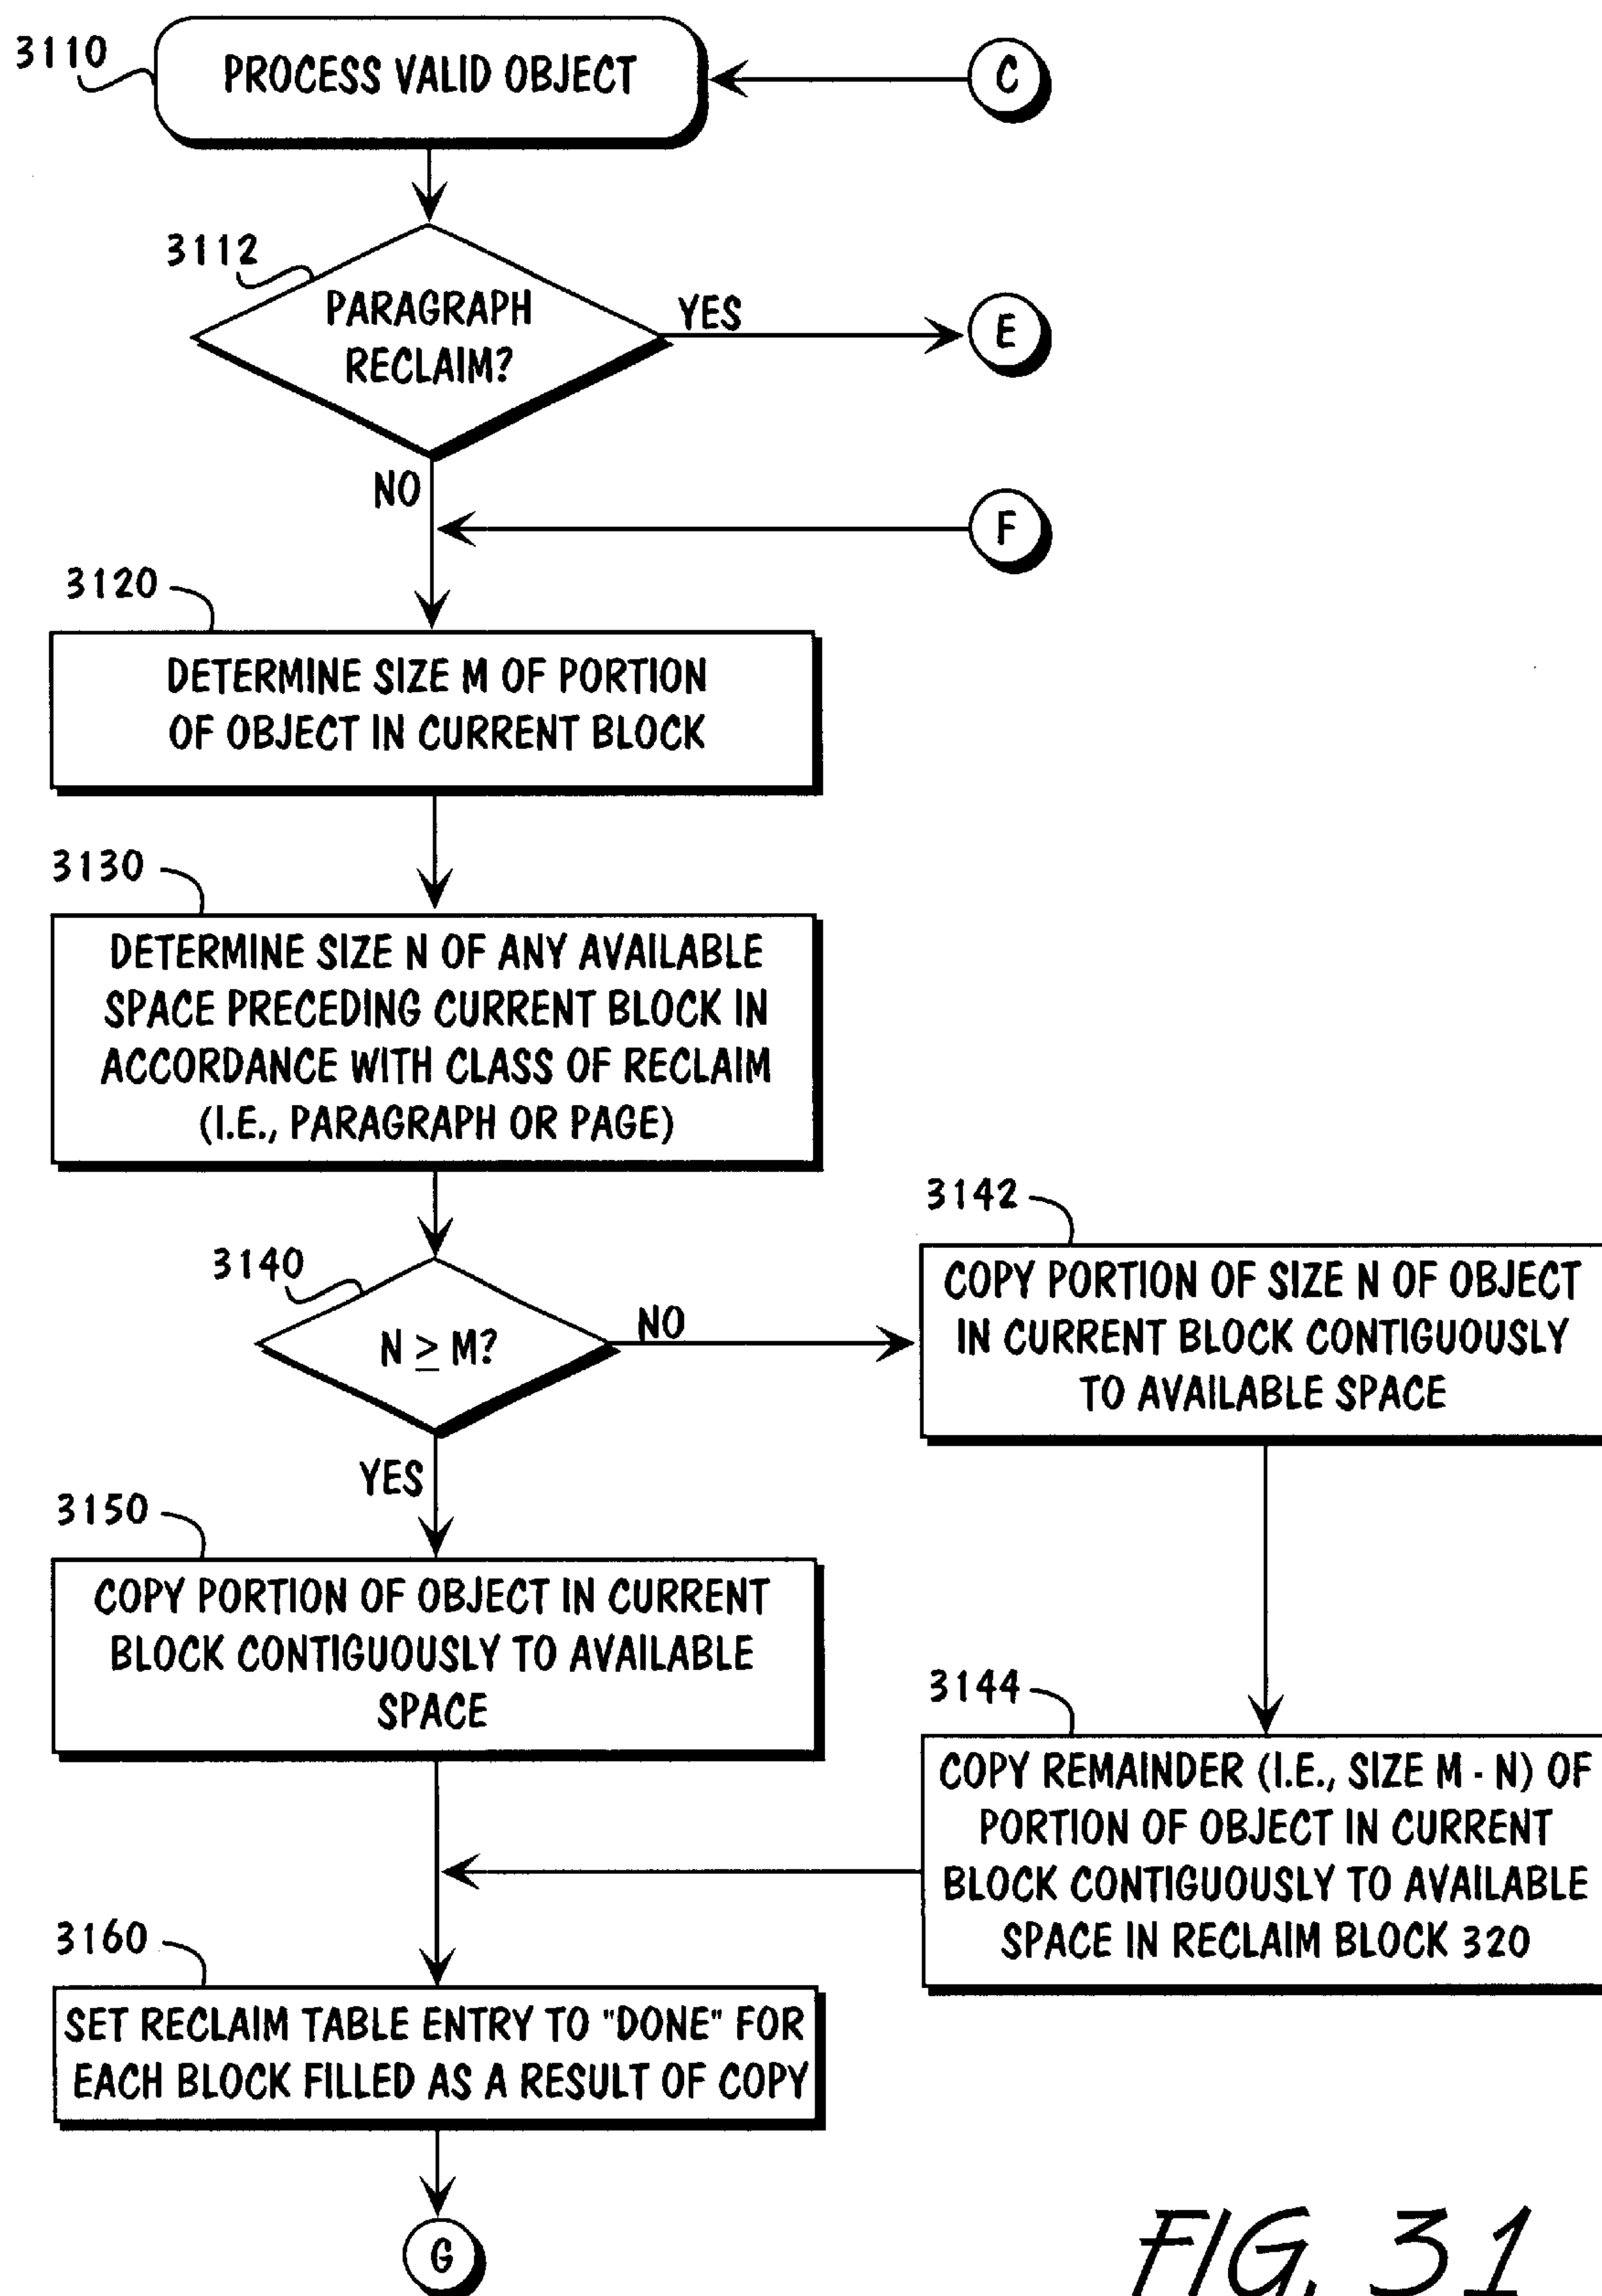 3110
PROCESS VALID OBJECT
C
3112
PARAGRAPH
RECLAIM?
YES
E
NO
F
3120
DETERMINE SIZE M OF PORTION
OF OBJECT IN CURRENT BLOCK
3130
DETERMINE SIZE N OF ANY AVAILABLE
SPACE PRECEDING CURRENT BLOCK IN
ACCORDANCE WITH CLASS OF RECLAIM
(I.E., PARAGRAPH OR PAGE)
3140
N ≥ M?
NO
3142
COPY PORTION OF SIZE N OF OBJECT
IN CURRENT BLOCK CONTIGUOUSLY
TO AVAILABLE SPACE
YES
3150
COPY PORTION OF OBJECT IN CURRENT
BLOCK CONTIGUOUSLY TO AVAILABLE
SPACE
3144
COPY REMAINDER (I.E., SIZE M - N) OF
PORTION OF OBJECT IN CURRENT
BLOCK CONTIGUOUSLY TO AVAILABLE
SPACE IN RECLAIM BLOCK 320
3160
SET RECLAIM TABLE ENTRY TO "DONE" FOR
EACH BLOCK FILLED AS A RESULT OF COPY
G
FIG. 31